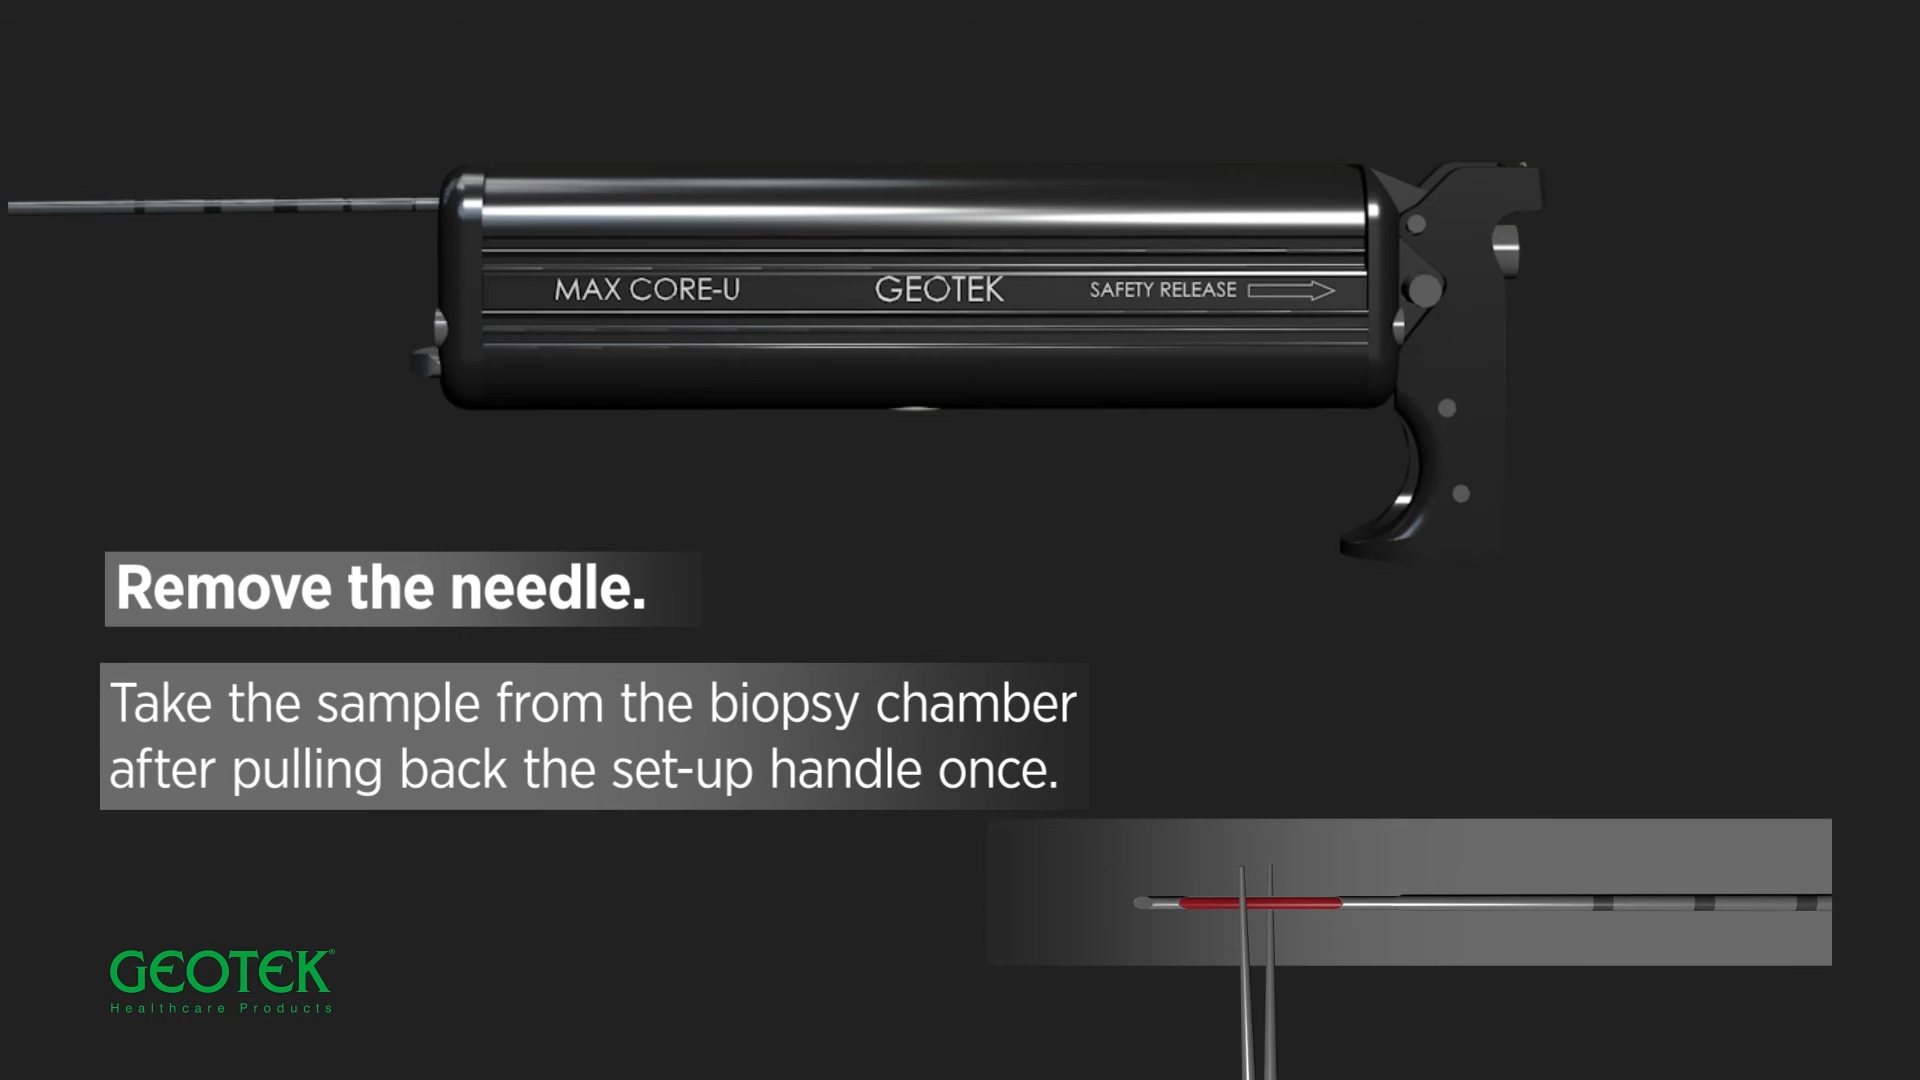 MAX CORE-U GEOTEK SAFETY RELEASE
Remove the needle.
Take the sample from the biopsy chamber
after pulling back the set-up handle once.
GEOTEK®
Healthcare Products